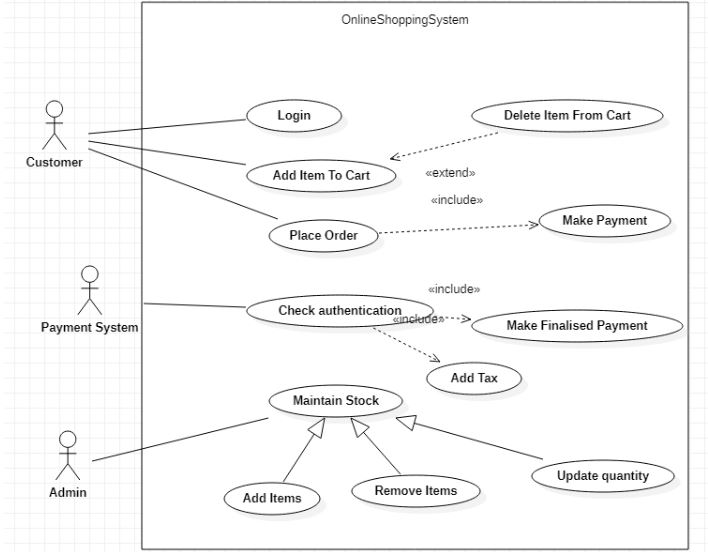 OnlineShoppingSystem
Login
Delete Item From Cart
Customer
Add Item To Cart
«extend»
«include»
Place Order
Make Payment
Payment System
Check authentication
«include»
«include»
Make Finalised Payment
Add Tax
Maintain Stock
Admin
Add Items
Remove Items
Update quantity